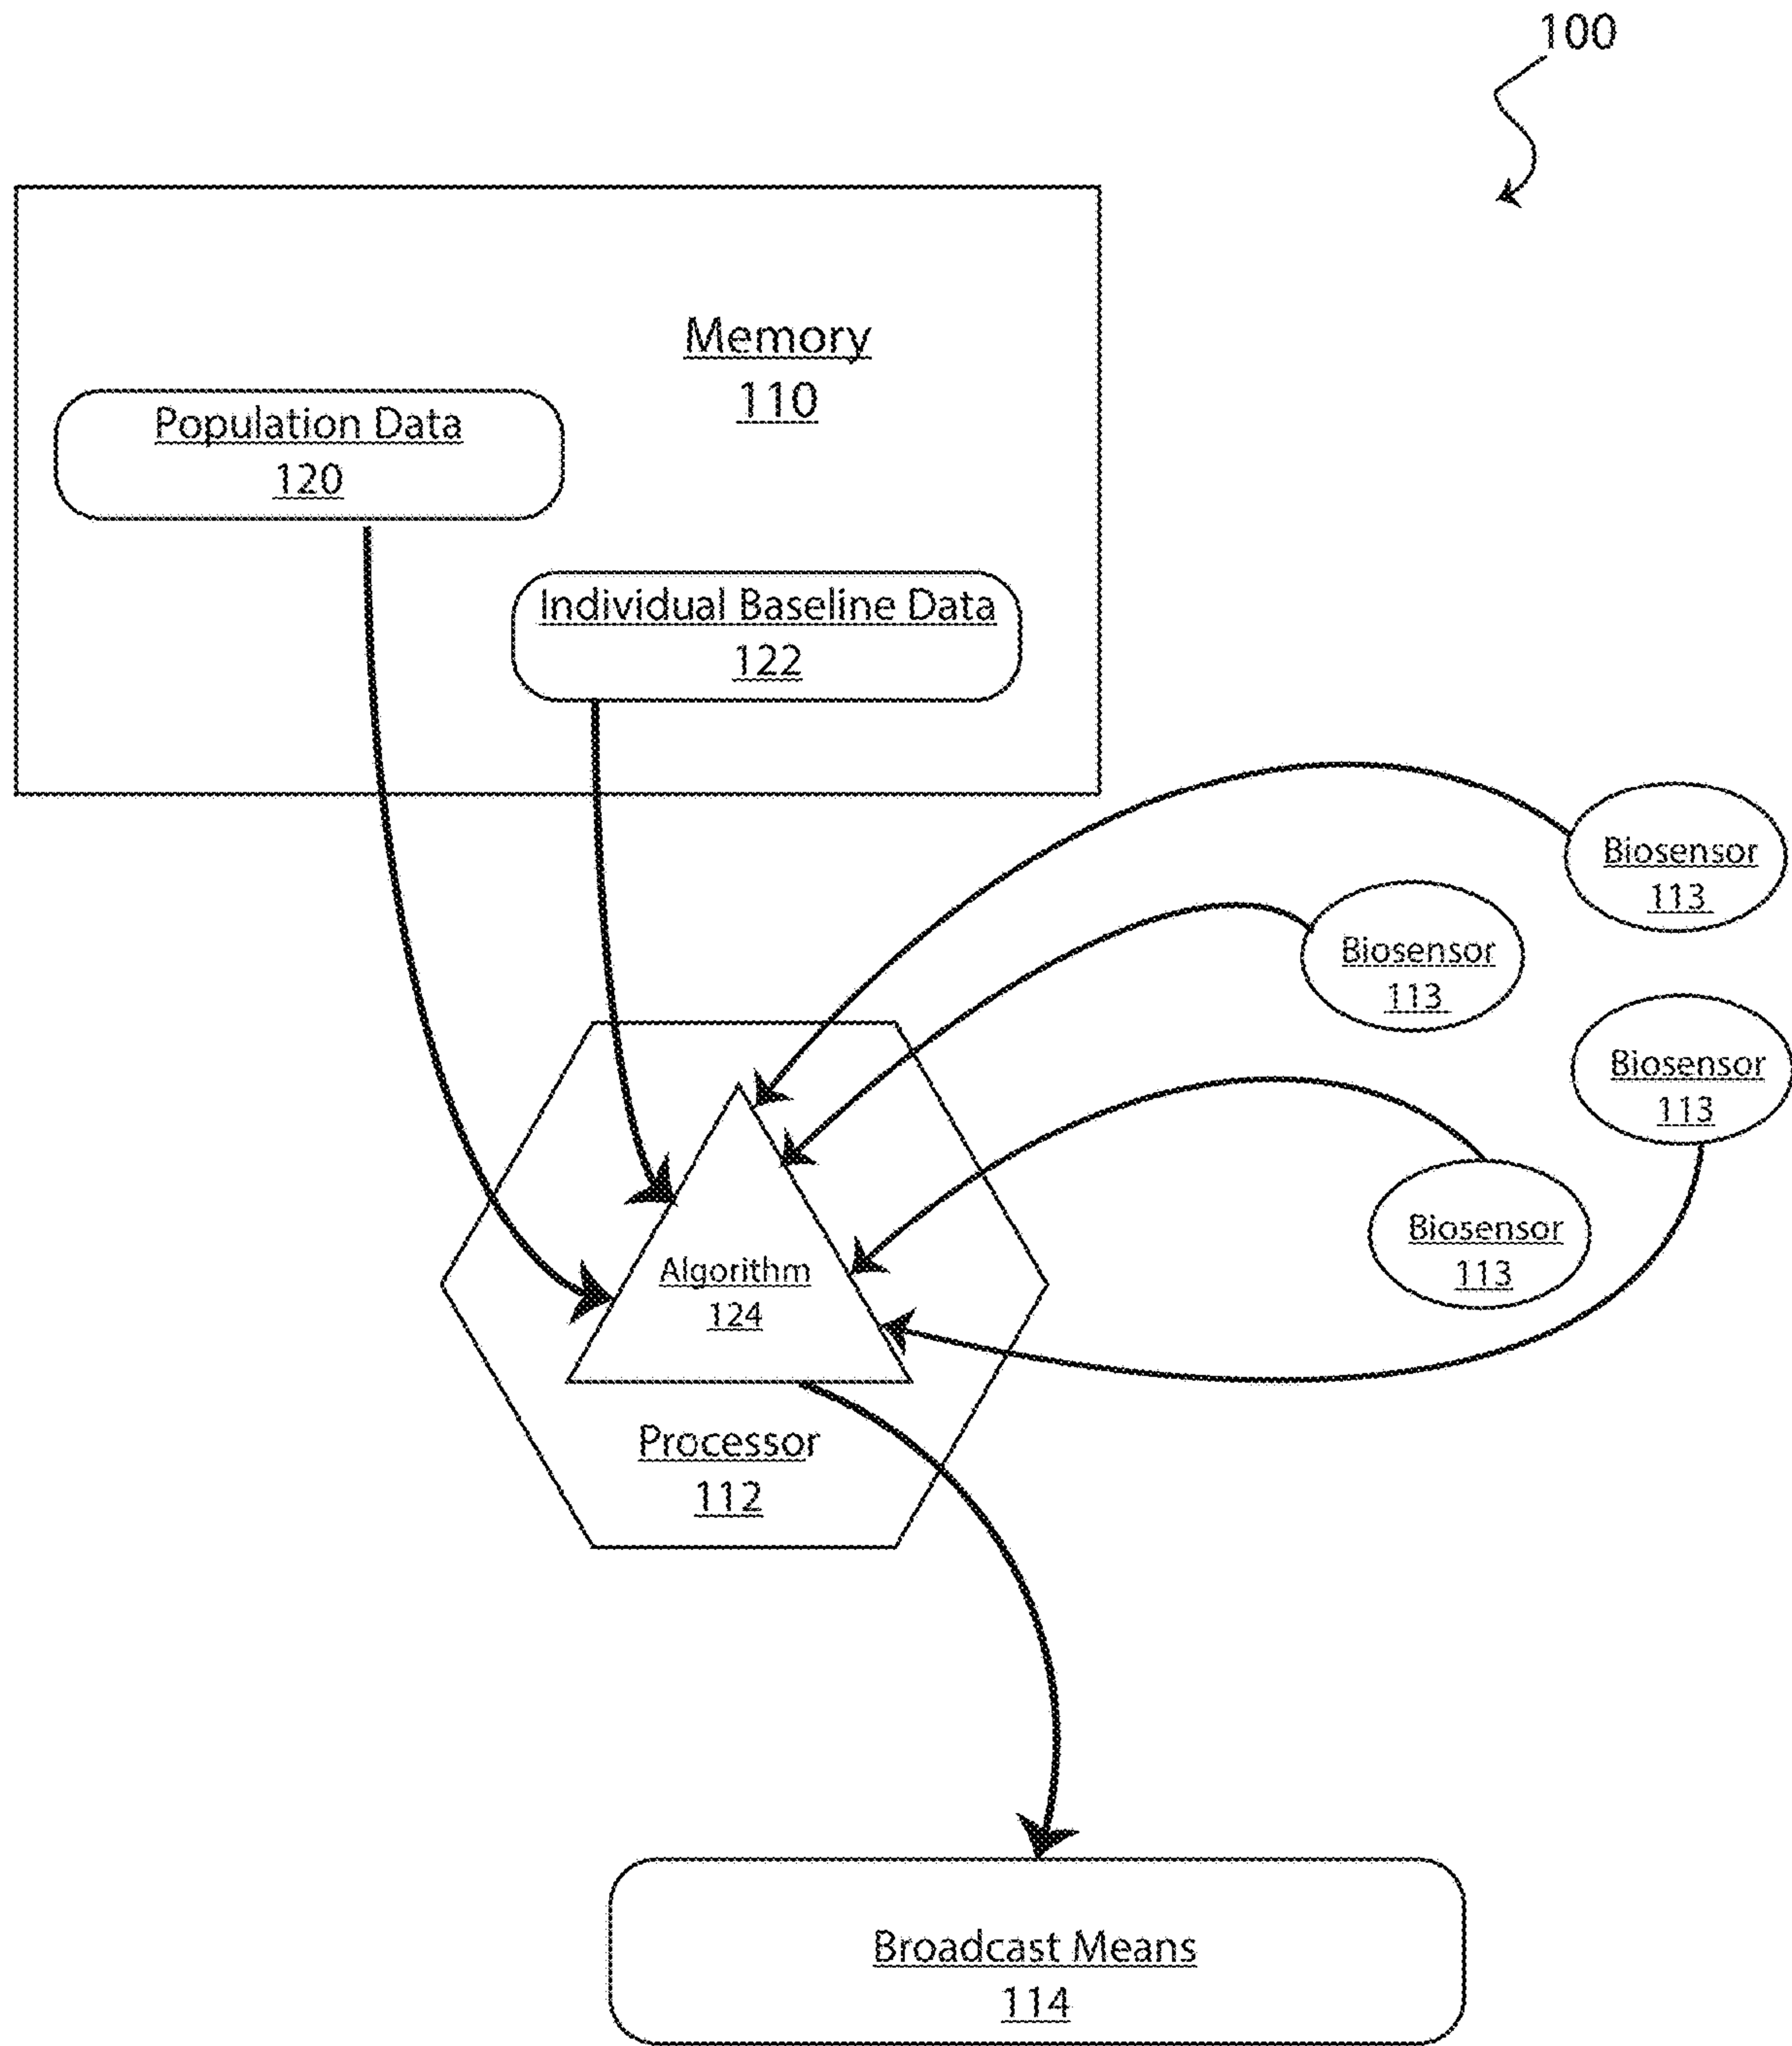 100
Memory
110
Population Data
120
Individual Baseline Data
122
Biosensor
113
Biosensor
113
Biosensor
113
Biosensor
113
Algorithm
124
Processor
112
Broadcast Means
114